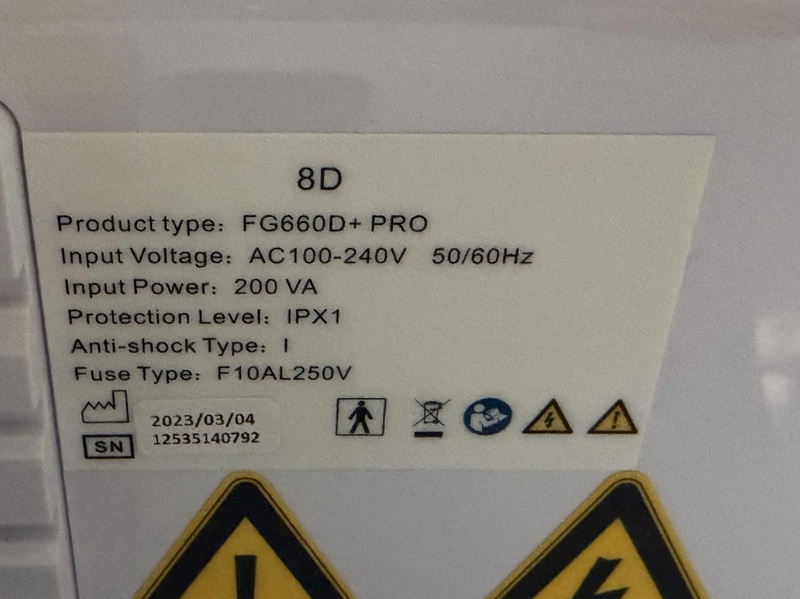 8D
Product type: FG660D+ PRO
Input Voltage: AC100-240V 50/60Hz
Input Power: 200 VA
Protection Level: IPX1
Anti-shock Type: I
Fuse Type: F10AL250V
2023/03/04
SN 12535140792